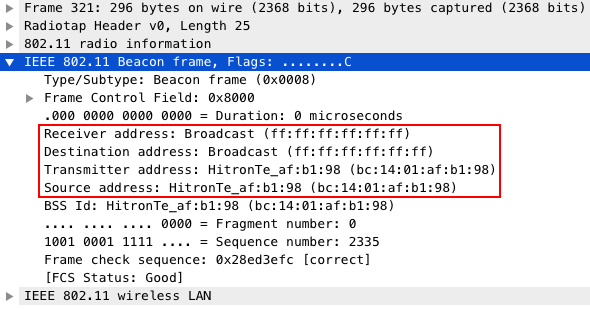 Frame 321: 296 bytes on wire (2368 bits), 296 bytes captured (2368 bits)
Radiotap Header v0, Length 25
802.11 radio information
IEEE 802.11 Beacon frame, Flags: ........C
Type/Subtype: Beacon frame (0x0008)
Frame Control Field: 0x8000
.000 0000 0000 0000 = Duration: 0 microseconds
Receiver address: Broadcast (ff:ff:ff:ff:ff:ff)
Destination address: Broadcast (ff:ff:ff:ff:ff:ff)
Transmitter address: HitronTe_af:b1:98 (bc:14:01:af:b1:98)
Source address: HitronTe_af:b1:98 (bc:14:01:af:b1:98)
BSS Id: HitronTe_af:b1:98 (bc:14:01:af:b1:98)
.... .... .... 0000 = Fragment number: 0
1001 0001 1111 .... = Sequence number: 2335
Frame check sequence: 0x28ed3efc [correct]
[FCS Status: Good]
IEEE 802.11 wireless LAN